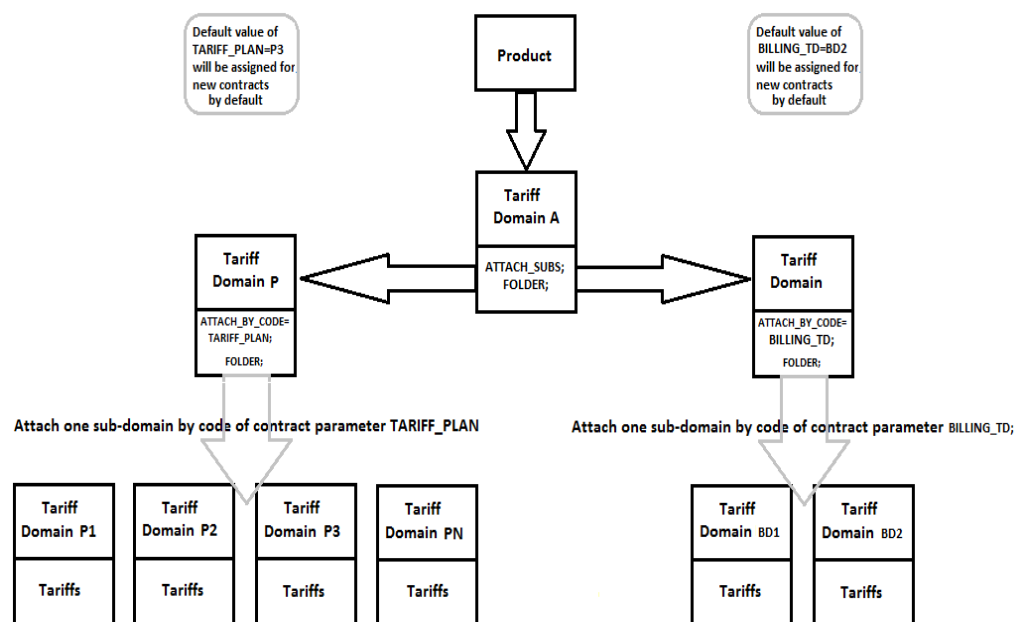 Default value of
TARIFF_PLAN=P3
will be assigned for
new contracts
by default
Product
Default value of
BILLING_TD=BD2
will be assigned for
new contracts
by default
Tariff
Domain A
ATTACH_SUBS;
FOLDER;
Tariff
Domain P
ATTACH_BY_CODE=
TARIFF_PLAN;
FOLDER;
Tariff
Domain
ATTACH_BY_CODE=
BILLING_TD;
FOLDER;
Attach one sub-domain by code of contract parameter TARIFF_PLAN
Attach one sub-domain by code of contract parameter BILLING_TD;
Tariff
Domain P1
Tariffs
Tariff
Domain P2
Tariffs
Tariff
Domain P3
Tariffs
Tariff
Domain PN
Tariffs
Tariff
Domain BD1
Tariffs
Tariff
Domain BD2
Tariffs